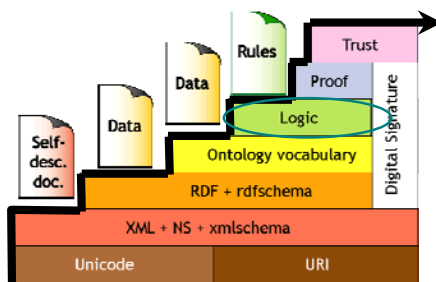 Rules
Trust
Data
Proof
Data
Logic
Self-
desc.
doc.
Ontology vocabulary
Digital Signature
RDF + rdfschema
XML + NS + xmlschema
Unicode
URI